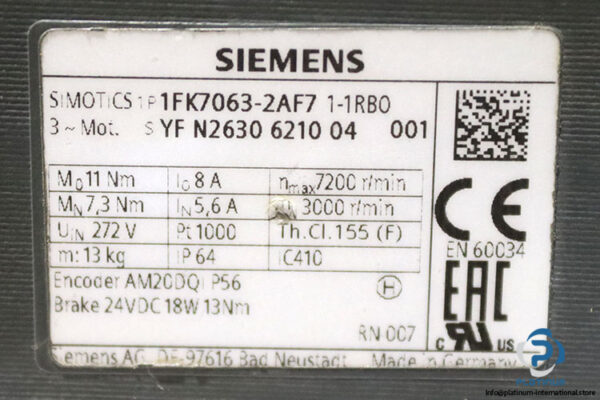 SIEMENS
SIMOTICS 1P 1FK7063-2AF7 1-1RB0
3 ~ Mot. S YF N2630 6210 04 001
M0 11 Nm I0 8 A nmax 7200 r/min
MN 7,3 Nm IN 5,6 A 3000 r/min
UIN 272 V Pt 1000 Th.Cl. 155 (F)
m: 13 kg IP 64 IC410
CE
EN 60034
Encoder AM20DQI P56 H
Brake 24VDC 18W 13Nm
EAC
RN 007
c RU US
Siemens AG, DE-97616 Bad Neustadt Made in Germany
info@platinum-international.store